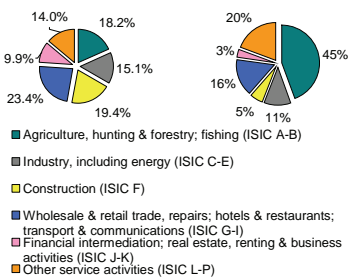 14.0%
18.2%
9.9%
15.1%
23.4%
19.4%
20%
3%
45%
16%
5%
11%
Agriculture, hunting & forestry; fishing (ISIC A-B)
Industry, including energy (ISIC C-E)
Construction (ISIC F)
Wholesale & retail trade, repairs; hotels & restaurants;
transport & communications (ISIC G-I)
Financial intermediation; real estate, renting & business
activities (ISIC J-K)
Other service activities (ISIC L-P)